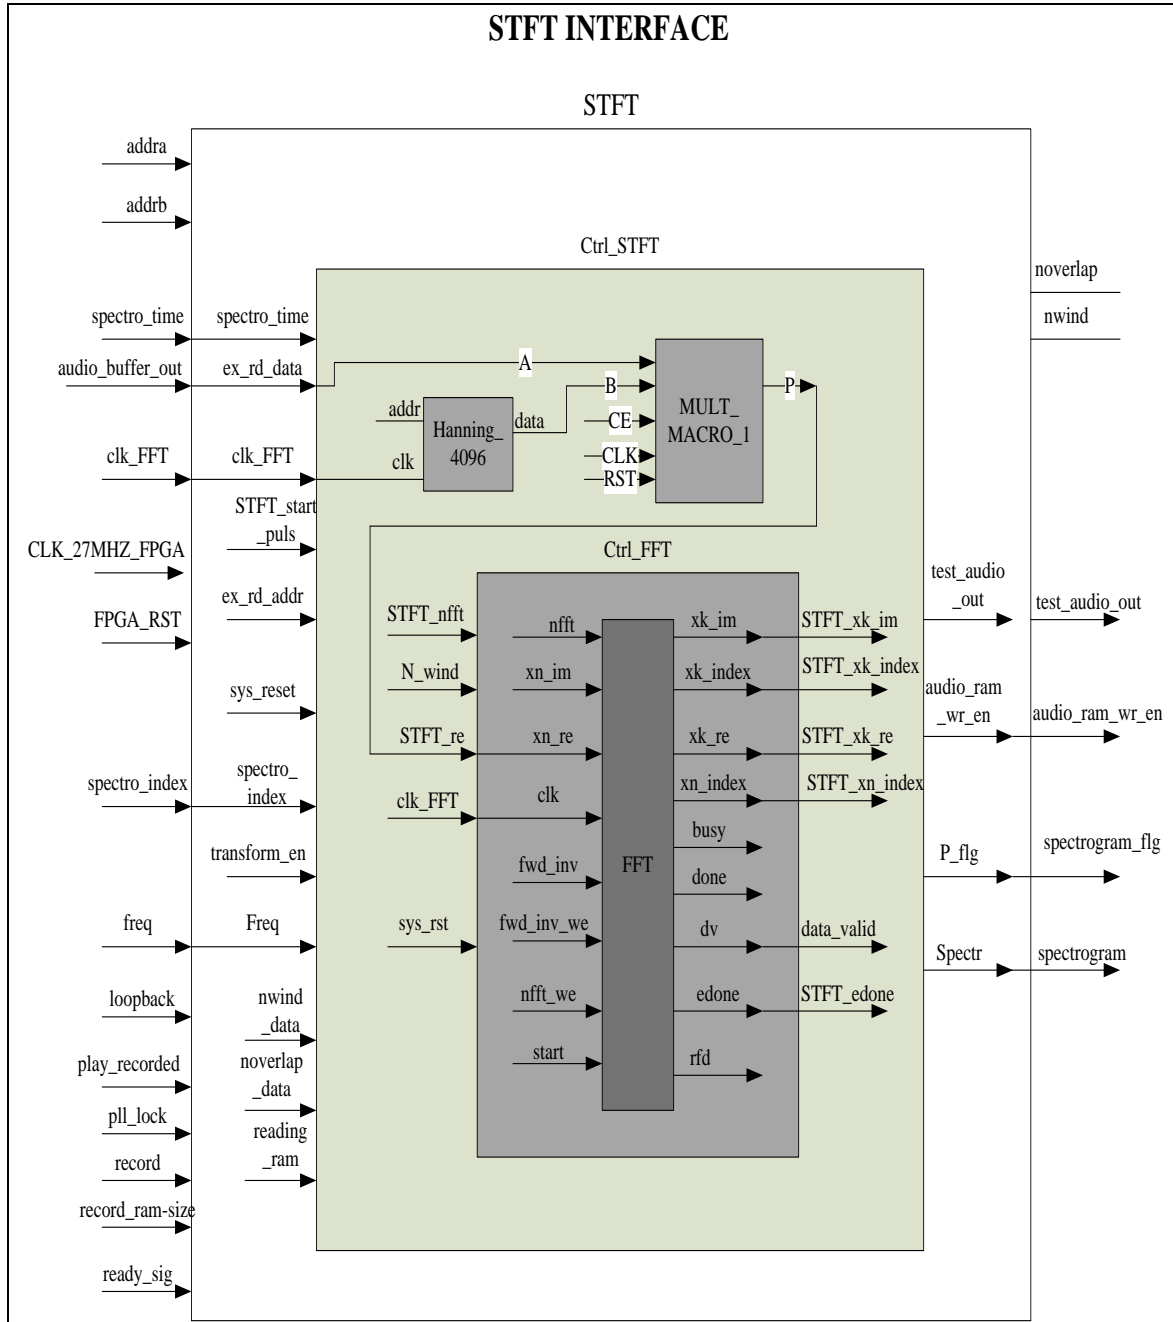 STFT INTERFACE
STFT
addra
addrb
Ctrl_STFT
noverlap
nwind
spectro_time
spectro_time
audio_buffer_out
ex_rd_data
A
B
P
addr
data
CE
MULT_
MACRO_1
Hanning_
4096
clk_FFT
clk_FFT
clk
CLK
RST
STFT_start
_puls
CLK_27MHZ_FPGA
Ctrl_FFT
ex_rd_addr
FPGA_RST
test_audio
_out
test_audio_out
STFT_nfft
nfft
xk_im
STFT_xk_im
N_wind
xn_im
xk_index
STFT_xk_index
sys_reset
audio_ram
_wr_en
audio_ram_wr_en
STFT_re
xn_re
xk_re
STFT_xk_re
spectro_index
spectro_
index
clk_FFT
clk
xn_index
STFT_xn_index
busy
transform_en
fwd_inv
FFT
done
P_flg
spectrogram_flg
freq
Freq
sys_rst
fwd_inv_we
dv
data_valid
Spectr
spectrogram
loopback
nwind
_data
nfft_we
edone
STFT_edone
play_recorded
noverlap
_data
start
rfd
pll_lock
reading
_ram
record
record_ram-size
ready_sig